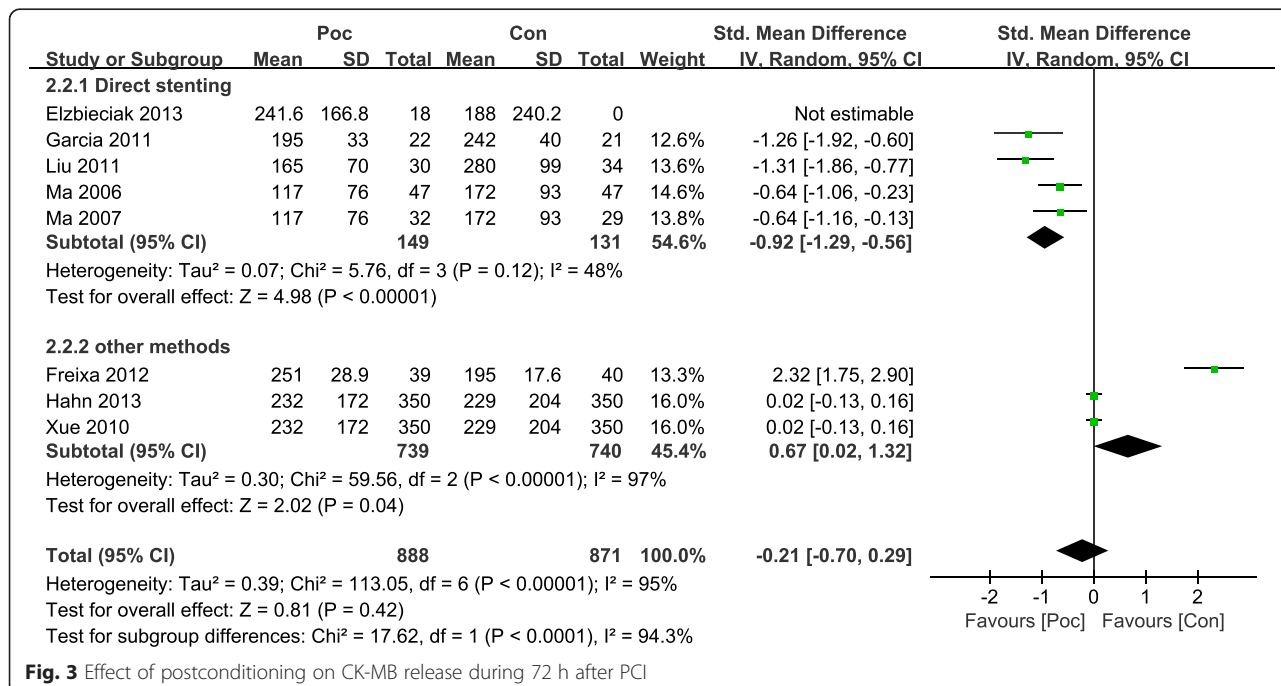 Poc Con Std. Mean Difference Std. Mean Difference
Study or Subgroup Mean SD Total Mean SD Total Weight IV, Random, 95% CI IV, Random, 95% CI
2.2.1 Direct stenting
Elzbieciak 2013 241.6 166.8 18 188 240.2 0 Not estimable
Garcia 2011 195 33 22 242 40 21 12.6% -1.26 [-1.92, -0.60]
Liu 2011 165 70 30 280 99 34 13.6% -1.31 [-1.86, -0.77]
Ma 2006 117 76 47 172 93 47 14.6% -0.64 [-1.06, -0.23]
Ma 2007 117 76 32 172 93 29 13.8% -0.64 [-1.16, -0.13]
Subtotal (95% CI) 149 131 54.6% -0.92 [-1.29, -0.56]
Heterogeneity: Tau² = 0.07; Chi² = 5.76, df = 3 (P = 0.12); I² = 48%
Test for overall effect: Z = 4.98 (P < 0.00001)
2.2.2 other methods
Freixa 2012 251 28.9 39 195 17.6 40 13.3% 2.32 [1.75, 2.90]
Hahn 2013 232 172 350 229 204 350 16.0% 0.02 [-0.13, 0.16]
Xue 2010 232 172 350 229 204 350 16.0% 0.02 [-0.13, 0.16]
Subtotal (95% CI) 739 740 45.4% 0.67 [0.02, 1.32]
Heterogeneity: Tau² = 0.30; Chi² = 59.56, df = 2 (P < 0.00001); I² = 97%
Test for overall effect: Z = 2.02 (P = 0.04)
Total (95% CI) 888 871 100.0% -0.21 [-0.70, 0.29]
Heterogeneity: Tau² = 0.39; Chi² = 113.05, df = 6 (P < 0.00001); I² = 95%
Test for overall effect: Z = 0.81 (P = 0.42)
Test for subgroup differences: Chi² = 17.62, df = 1 (P < 0.0001), I² = 94.3%
-2 -1 0 1 2
Favours [Poc] Favours [Con]
Fig. 3 Effect of postconditioning on CK-MB release during 72 h after PCI